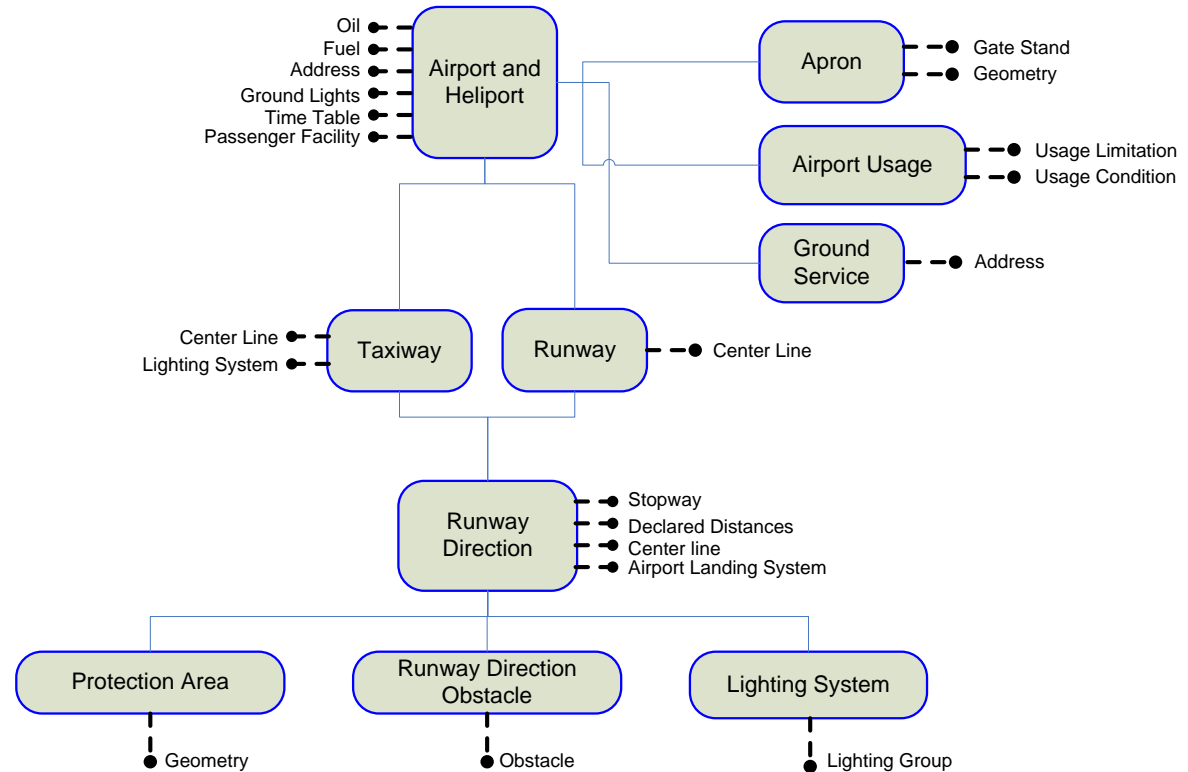 Oil
Fuel
Address
Ground Lights
Time Table
Passenger Facility
Airport and
Heliport
Apron
Gate Stand
Geometry
Airport Usage
Usage Limitation
Usage Condition
Ground
Service
Address
Center Line
Lighting System
Taxiway
Runway
Center Line
Runway
Direction
Stopway
Declared Distances
Center line
Airport Landing System
Protection Area
Runway Direction
Obstacle
Lighting System
Geometry
Obstacle
Lighting Group